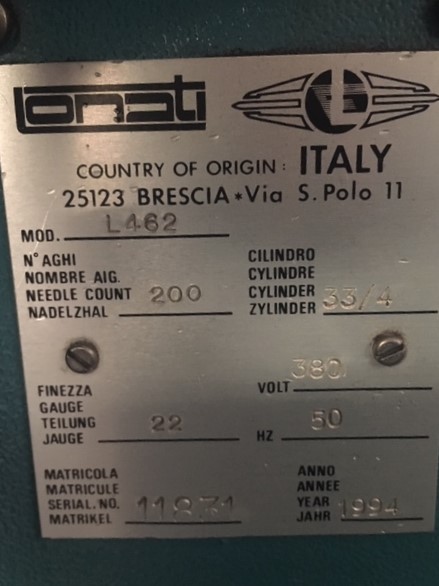 Lonati
COUNTRY OF ORIGIN: ITALY
25123 BRESCIA*Via S. Polo 11
MOD. L462
N° AGHI
NOMBRE AIG.
NEEDLE COUNT 200
NADELZHAL
CILINDRO
CYLINDRE
CYLINDER 33/4
ZYLINDER
FINEZZA
GAUGE
TEILUNG 22
JAUGE
VOLT 380
HZ 50
MATRICOLA
MATRICULE
SERIAL. NO. 11831
MATRIKEL
ANNO
ANNEE
YEAR 1994
JAHR